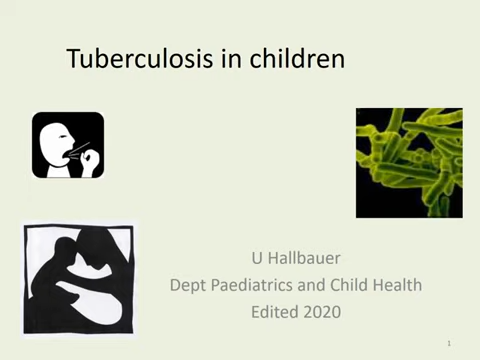 Tuberculosis in children
U Hallbauer
Dept Paediatrics and Child Health
Edited 2020
1